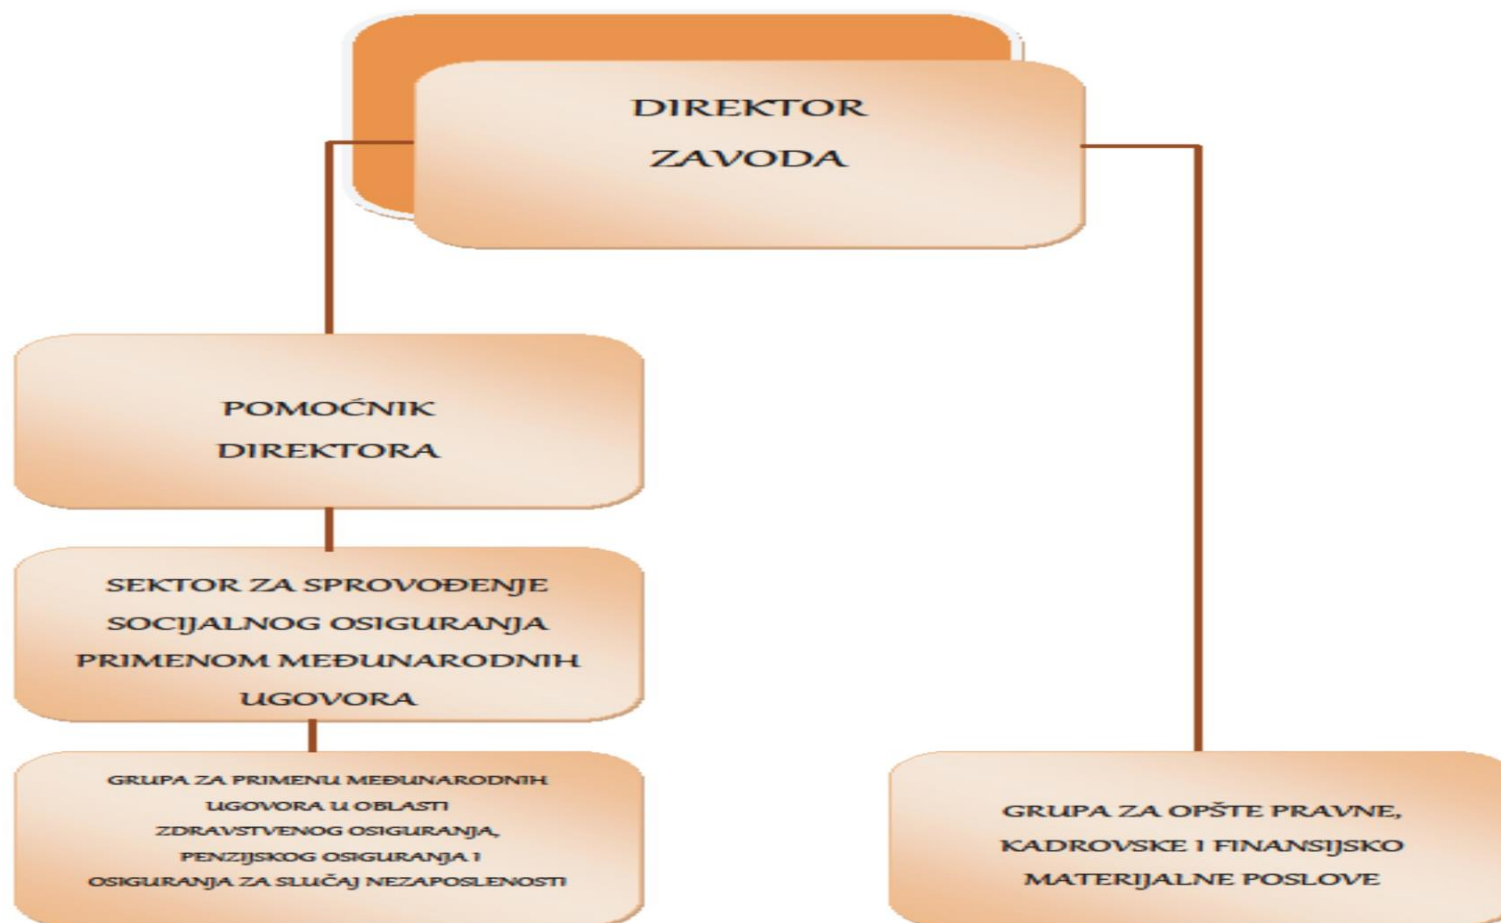 DIREKTOR
ZAVODA
POMOĆNIK
DIREKTORA
SEKTOR ZA SPROVOĐENJE
SOCIJALNOG OSIGURANJA
PRIMENOM MEĐUNARODNIH
UGOVORA
GRUPA ZA PRIMENU MEĐUNARODNIH
UGOVORA U OBLASTI
ZDRAVSTVENOG OSIGURANJA,
PENZIJSKOG OSIGURANJA I
OSIGURANJA ZA SLUČAJ NEZAPOSLENOSTI
GRUPA ZA OPŠTE PRAVNE,
KADROVSKE I FINANSIJSKO
MATERIJALNE POSLOVE